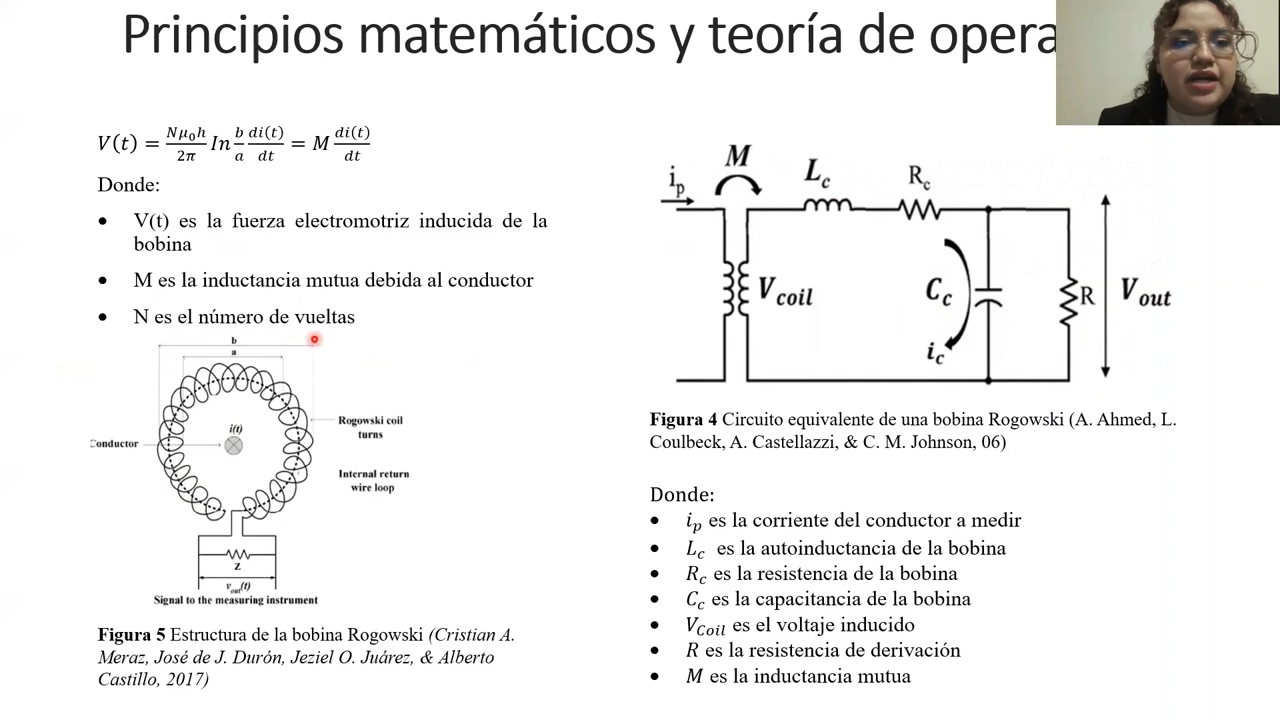 Principios matemáticos y teoría de opera
V(t) = Nμ₀h/2π In b/a di(t)/dt = M di(t)/dt
Donde:
• V(t) es la fuerza electromotriz inducida de la
bobina
• M es la inductancia mutua debida al conductor
• N es el número de vueltas
b
a
i(t)
Conductor
Rogowski coil
turns
Internal return
wire loop
Z
v_out(t)
Signal to the measuring instrument
Figura 5 Estructura de la bobina Rogowski (Cristian A.
Meraz, José de J. Durón, Jeziel O. Juárez, & Alberto
Castillo, 2017)
M
i_p
L_c
R_c
V_coil
C_c
i_c
R
V_out
Figura 4 Circuito equivalente de una bobina Rogowski (A. Ahmed, L.
Coulbeck, A. Castellazzi, & C. M. Johnson, 06)
Donde:
• i_p es la corriente del conductor a medir
• L_c es la autoinductancia de la bobina
• R_c es la resistencia de la bobina
• C_c es la capacitancia de la bobina
• V_Coil es el voltaje inducido
• R es la resistencia de derivación
• M es la inductancia mutua